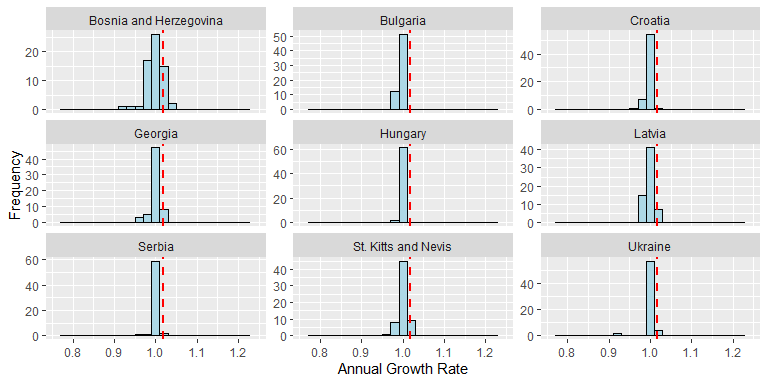 Bosnia and Herzegovina
Bulgaria
Croatia
20
10
0
50
40
30
20
10
0
40
20
0
Georgia
Hungary
Latvia
40
30
20
10
0
60
40
20
0
40
30
20
10
0
Serbia
St. Kitts and Nevis
Ukraine
60
40
20
0
40
30
20
10
0
40
20
0
0.8 0.9 1.0 1.1 1.2
0.8 0.9 1.0 1.1 1.2
0.8 0.9 1.0 1.1 1.2
Frequency
Annual Growth Rate